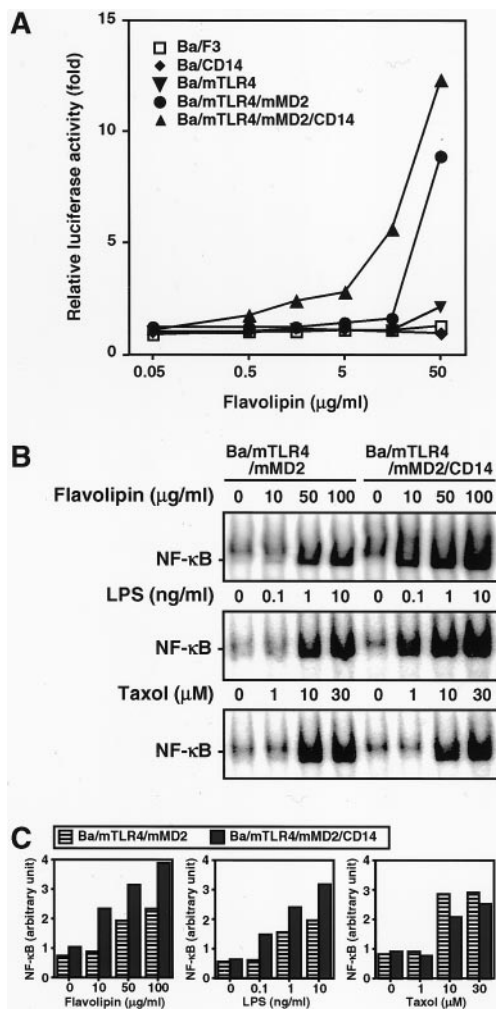 A
Ba/F3
Ba/CD14
Ba/mTLR4
Ba/mTLR4/mMD2
Ba/mTLR4/mMD2/CD14
Relative luciferase activity (fold)
15
10
5
0
0.05 0.5 5 50
Flavolipin (μg/ml)
B
Ba/mTLR4 /mMD2
Ba/mTLR4 /mMD2/CD14
Flavolipin (μg/ml) 0 10 50 100 0 10 50 100
NF-κB
LPS (ng/ml) 0 0.1 1 10 0 0.1 1 10
NF-κB
Taxol (μM) 0 1 10 30 0 1 10 30
NF-κB
C
Ba/mTLR4/mMD2 Ba/mTLR4/mMD2/CD14
NF-κB (arbitrary unit)
4
3
2
1
0
0 10 50 100
Flavolipin (μg/ml)
NF-κB (arbitrary unit)
4
3
2
1
0
0 0.1 1 10
LPS (ng/ml)
NF-κB (arbitrary unit)
4
3
2
1
0
0 1 10 30
Taxol (μM)